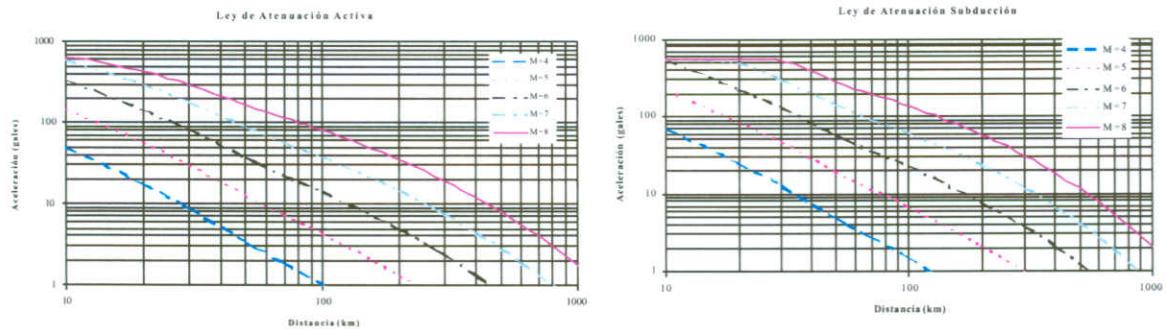 Ley de Atenuación Activa
Aceleración (gales)
1000
100
10
1
10
100
1000
Distancia (km)
M=4
M=5
M=6
M=7
M=8
Ley de Atenuación Subducción
Aceleración (gales)
1000
100
10
1
10
100
1000
Distancia (km)
M=4
M=5
M=6
M=7
M=8